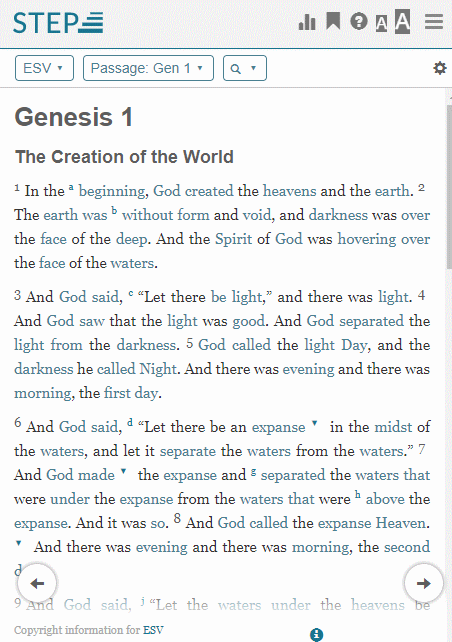 STEP
A A
ESV
Passage: Gen 1
Genesis 1
The Creation of the World
1 In the a beginning, God created the heavens and the earth. 2
The earth was b without form and void, and darkness was over
the face of the deep. And the Spirit of God was hovering over
the face of the waters.
3 And God said, c “Let there be light,” and there was light. 4
And God saw that the light was good. And God separated the
light from the darkness. 5 God called the light Day, and the
darkness he called Night. And there was evening and there was
morning, the first day.
6 And God said, d “Let there be an expanse ▼ in the midst of
the waters, and let it separate the waters from the waters.” 7
And God made ▼ the expanse and g separated the waters that
were under the expanse from the waters that were h above the
expanse. And it was so. 8 And God called the expanse Heaven.
▼ And there was evening and there was morning, the second
d
9 And God said, j “Let the waters under the heavens be
Copyright information for ESV